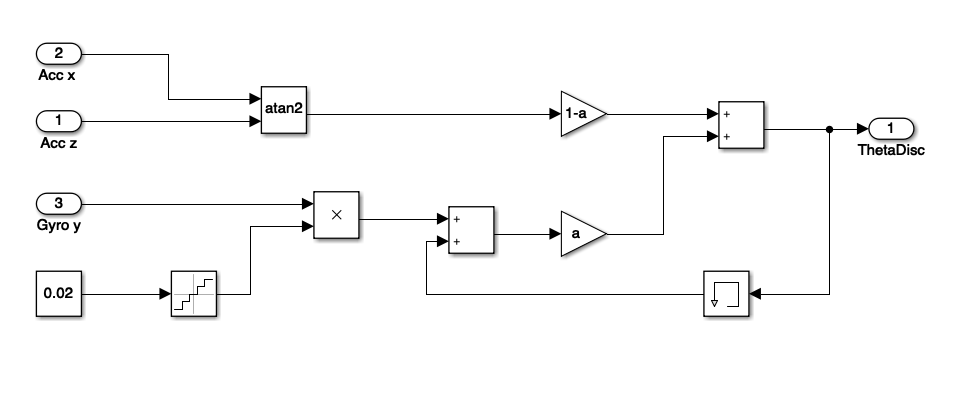 2
Acc x
1
Acc z
atan2
1-a
+
+
1
ThetaDisc
3
Gyro y
×
+
+
a
0.02